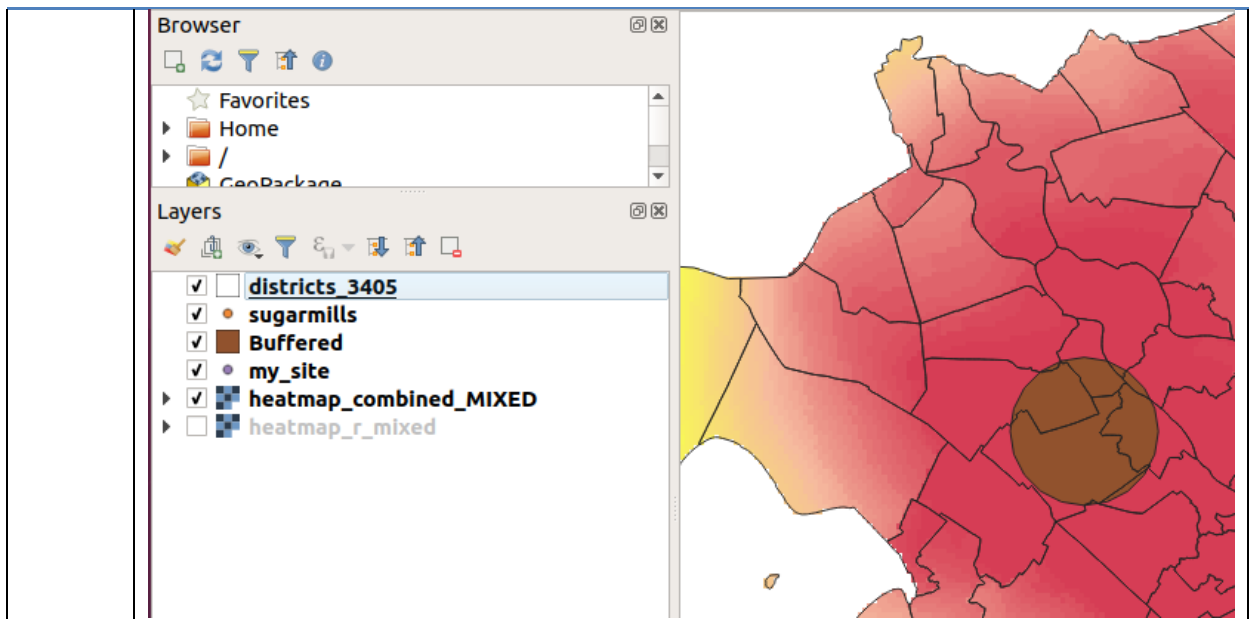 Browser
Favorites
Home
/
GeoPackage
Layers
districts_3405
sugarmills
Buffered
my_site
heatmap_combined_MIXED
heatmap_r_mixed